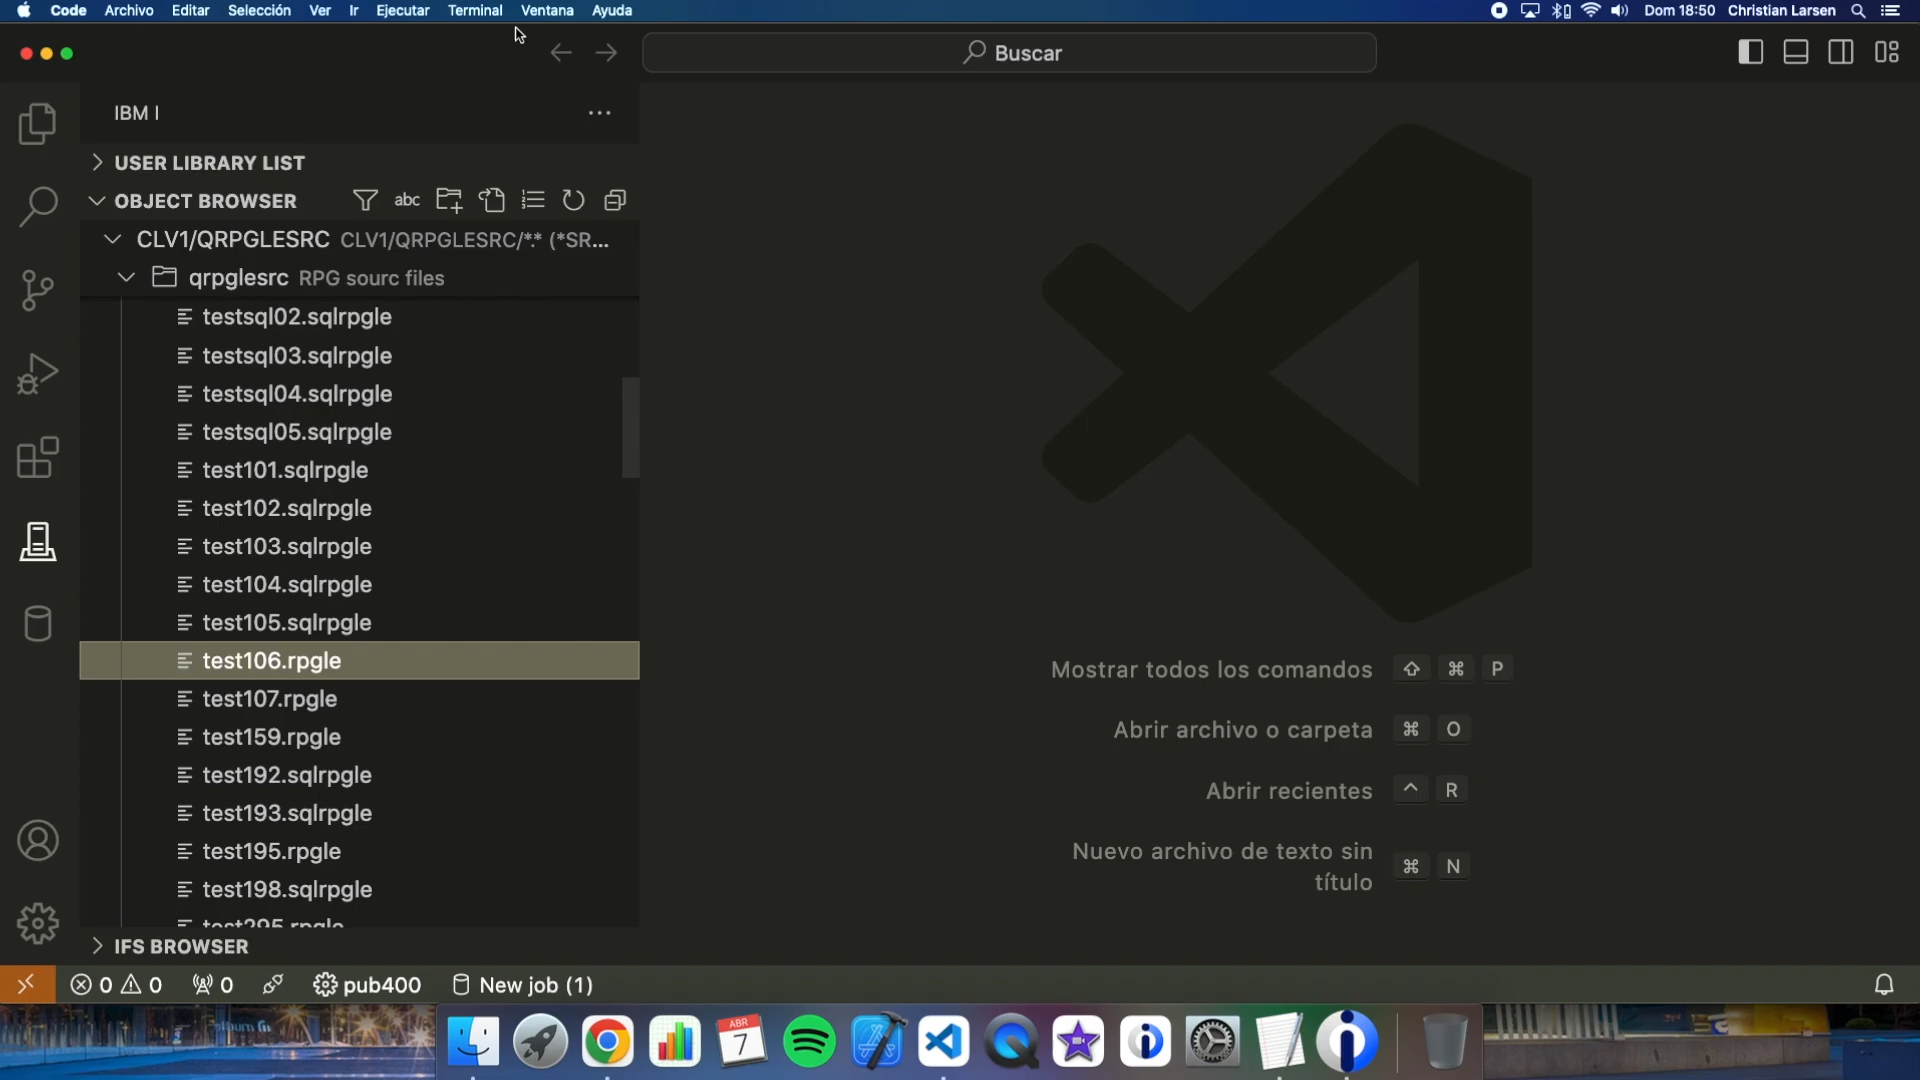 Code Archivo Editar Selección Ver Ir Ejecutar Terminal Ventana Ayuda Dom 18:50 Christian Larsen
Buscar
IBM I
USER LIBRARY LIST
OBJECT BROWSER abc
CLV1/QRPGLESRC CLV1/QRPGLESRC/*.* (*SR...
qrpglesrc RPG sourc files
testsql02.sqlrpgle
testsql03.sqlrpgle
testsql04.sqlrpgle
testsql05.sqlrpgle
test101.sqlrpgle
test102.sqlrpgle
test103.sqlrpgle
test104.sqlrpgle
test105.sqlrpgle
test106.rpgle
test107.rpgle
test159.rpgle
test192.sqlrpgle
test193.sqlrpgle
test195.rpgle
test198.sqlrpgle
test295.rpgle
IFS BROWSER
Mostrar todos los comandos ⇧ ⌘ P
Abrir archivo o carpeta ⌘ O
Abrir recientes ^ R
Nuevo archivo de texto sin
título ⌘ N
0 0 0 pub400 New job (1)
ABR
7